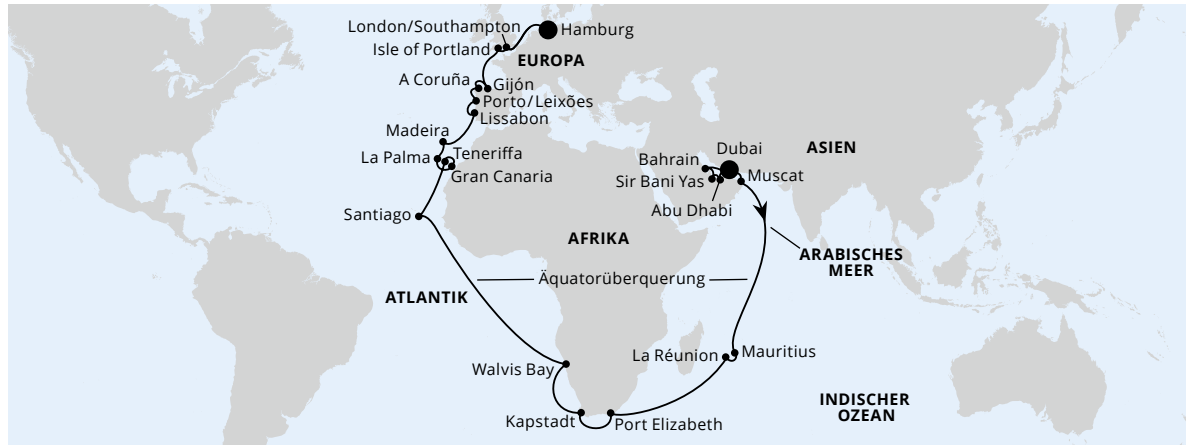 London/Southampton
Hamburg
Isle of Portland
EUROPA
A Coruña
Gijón
Porto/Leixões
Lissabon
Madeira
La Palma
Teneriffa
Gran Canaria
Santiago
Dubai
ASIEN
Bahrain
Sir Bani Yas
Muscat
Abu Dhabi
AFRIKA
ARABISCHES
MEER
Äquatorüberquerung
ATLANTIK
La Réunion
Mauritius
Walvis Bay
Kapstadt
Port Elizabeth
INDISCHER
OZEAN